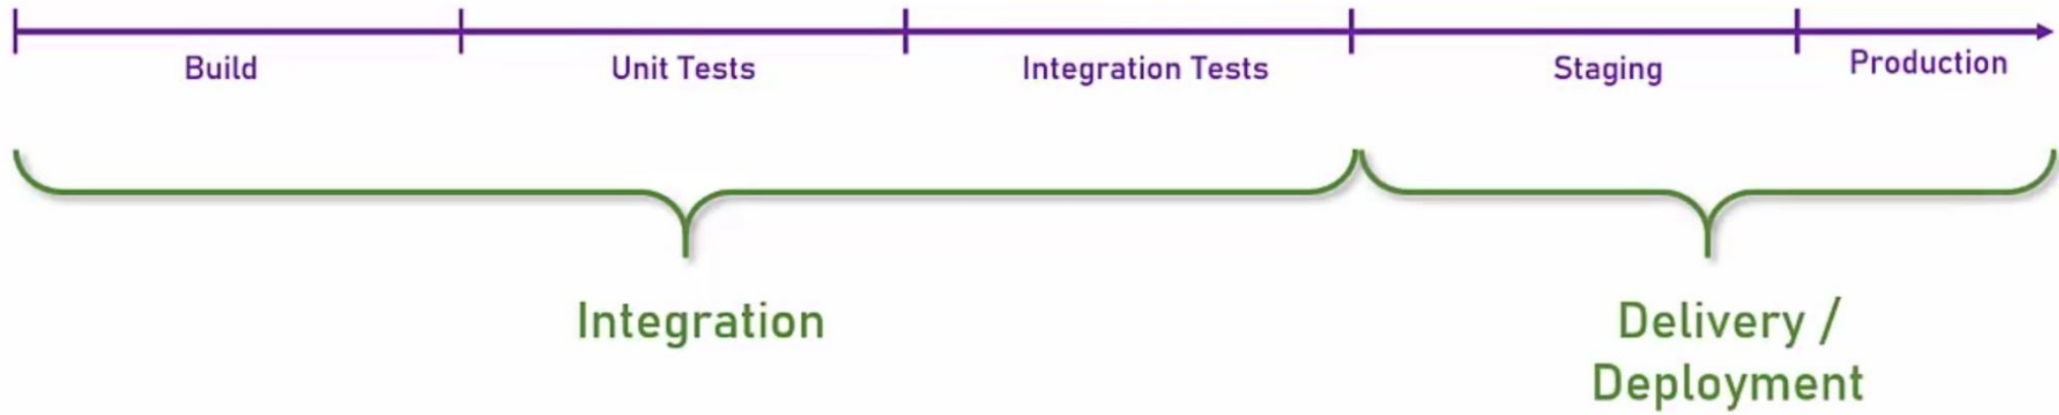 Build
Unit Tests
Integration Tests
Staging
Production
Integration
Delivery /
Deployment